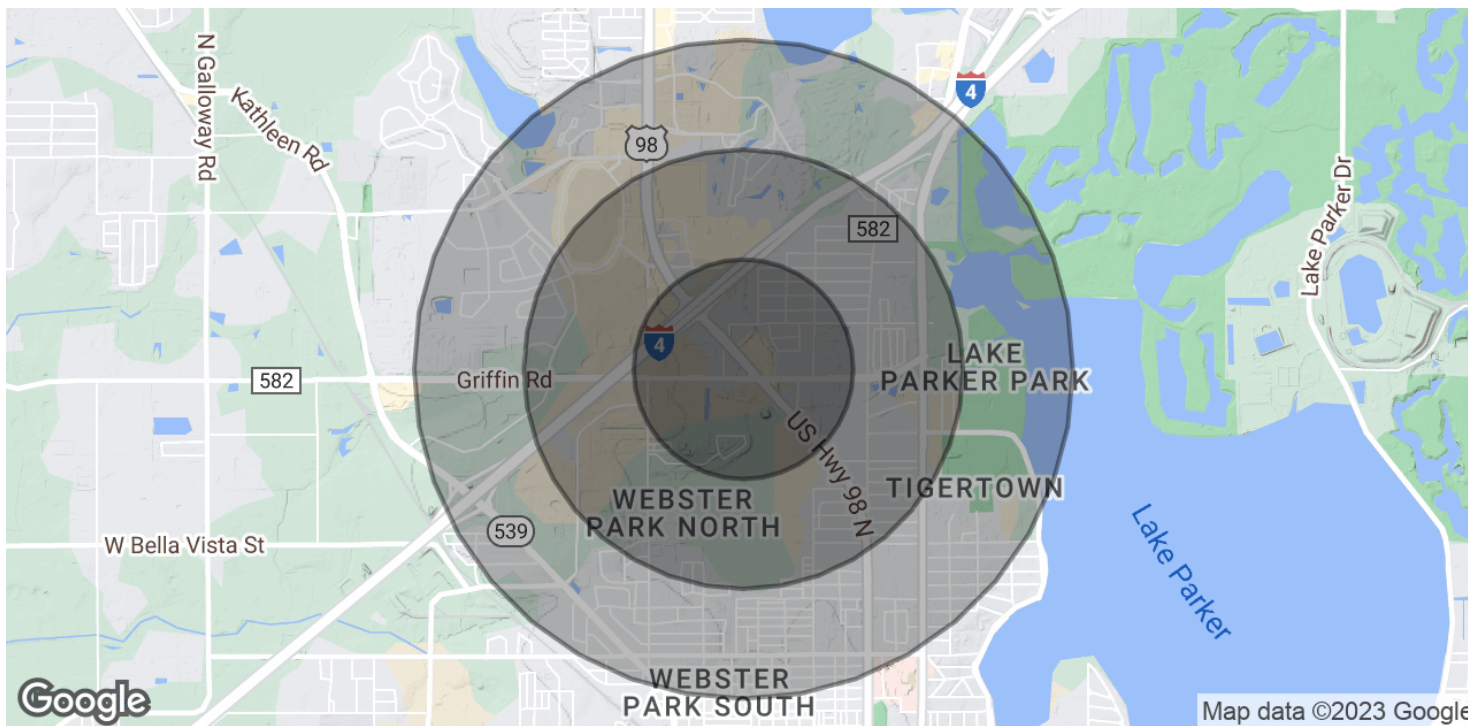 N Galloway Rd
Kathleen Rd
98
4
582
Lake Parker Dr
4
LAKE
PARKER PARK
582
Griffin Rd
US Hwy 98 N
TIGERTOWN
WEBSTER
PARK NORTH
539
W Bella Vista St
Lake Parker
WEBSTER
PARK SOUTH
Google
Map data ©2023 Google